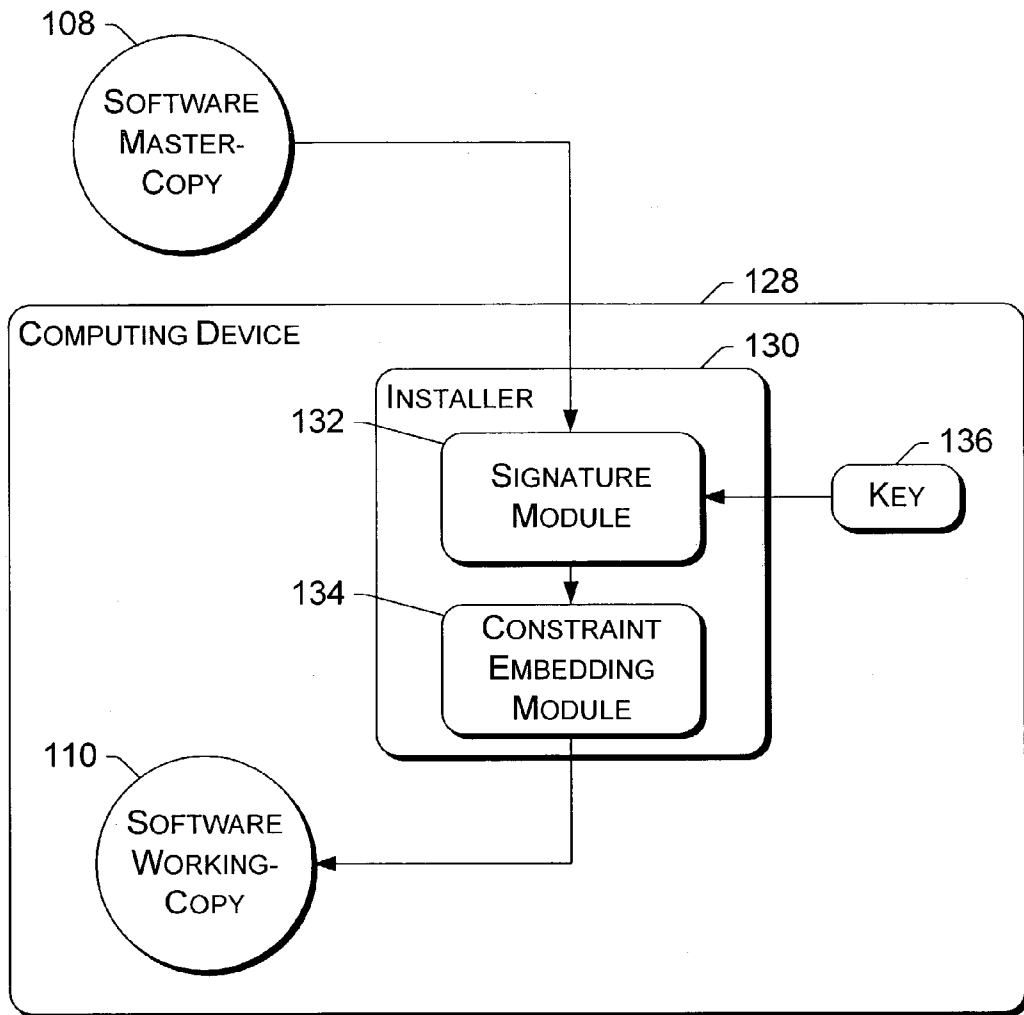 108
SOFTWARE
MASTER-
COPY
128
COMPUTING DEVICE
130
INSTALLER
132
136
SIGNATURE
MODULE
KEY
134
CONSTRAINT
EMBEDDING
MODULE
110
SOFTWARE
WORKING-
COPY